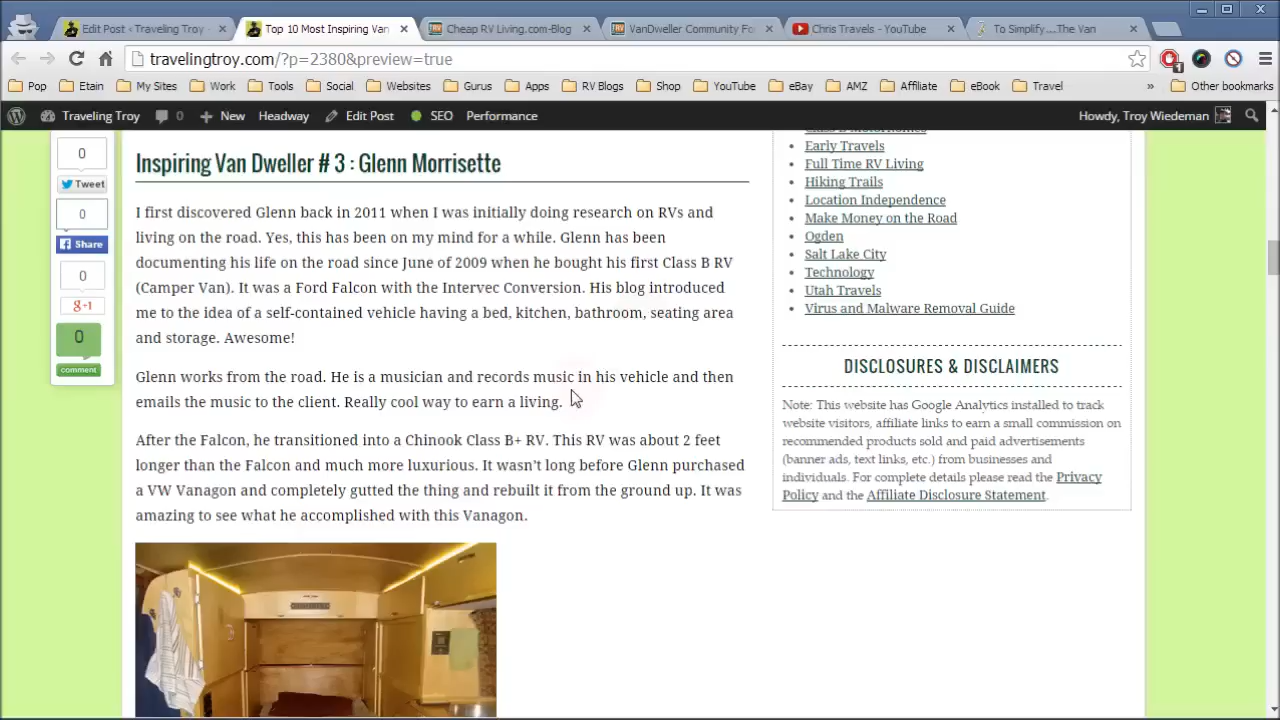 Edit Post ‹ Traveling Troy
Top 10 Most Inspiring Van
Cheap RV Living.com-Blog
VanDweller Community Fo
Chris Travels - YouTube
To Simplify....The Van
travelingtroy.com/?p=2380&preview=true
1
Pop
Etain
My Sites
Work
Tools
Social
Websites
Gurus
Apps
RV Blogs
Shop
YouTube
eBay
AMZ
Affiliate
eBook
Travel
»
Other bookmarks
Traveling Troy
0
New
Headway
Edit Post
SEO
Performance
Howdy, Troy Wiedeman
0
Tweet
0
Share
0
g+1
0
comment
Inspiring Van Dweller # 3 : Glenn Morrisette
I first discovered Glenn back in 2011 when I was initially doing research on RVs and
living on the road. Yes, this has been on my mind for a while. Glenn has been
documenting his life on the road since June of 2009 when he bought his first Class B RV
(Camper Van). It was a Ford Falcon with the Intervec Conversion. His blog introduced
me to the idea of a self-contained vehicle having a bed, kitchen, bathroom, seating area
and storage. Awesome!
Glenn works from the road. He is a musician and records music in his vehicle and then
emails the music to the client. Really cool way to earn a living.
After the Falcon, he transitioned into a Chinook Class B+ RV. This RV was about 2 feet
longer than the Falcon and much more luxurious. It wasn't long before Glenn purchased
a VW Vanagon and completely gutted the thing and rebuilt it from the ground up. It was
amazing to see what he accomplished with this Vanagon.
Class B Motorhomes
Early Travels
Full Time RV Living
Hiking Trails
Location Independence
Make Money on the Road
Ogden
Salt Lake City
Technology
Utah Travels
Virus and Malware Removal Guide
DISCLOSURES & DISCLAIMERS
Note: This website has Google Analytics installed to track
website visitors, affiliate links to earn a small commission on
recommended products sold and paid advertisements
(banner ads, text links, etc.) from businesses and
individuals. For complete details please read the Privacy
Policy and the Affiliate Disclosure Statement.